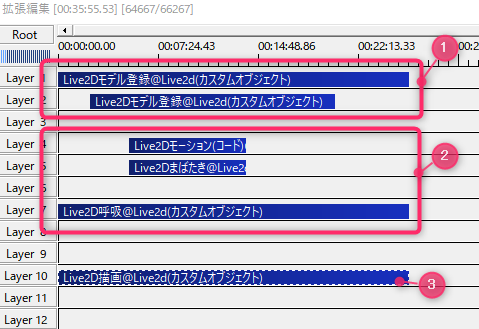 拡張編集 [00:35:55.53] [64667/66267]
Root
00:00:00.00 00:07:24.43 00:14:48.86 00:22:13.33
1
Layer 1 Live2Dモデル登録@Live2d(カスタムオブジェクト)
Layer 2 Live2Dモデル登録@Live2d(カスタムオブジェクト)
Layer 3
Layer 4 Live2Dモーション(コード)
2
Layer 5 Live2Dまばたき@Live2d
Layer 6
Layer 7 Live2D呼吸@Live2d(カスタムオブジェクト)
Layer 8
Layer 9
Layer 10 Live2D描画@Live2d(カスタムオブジェクト)
3
Layer 11
Layer 12